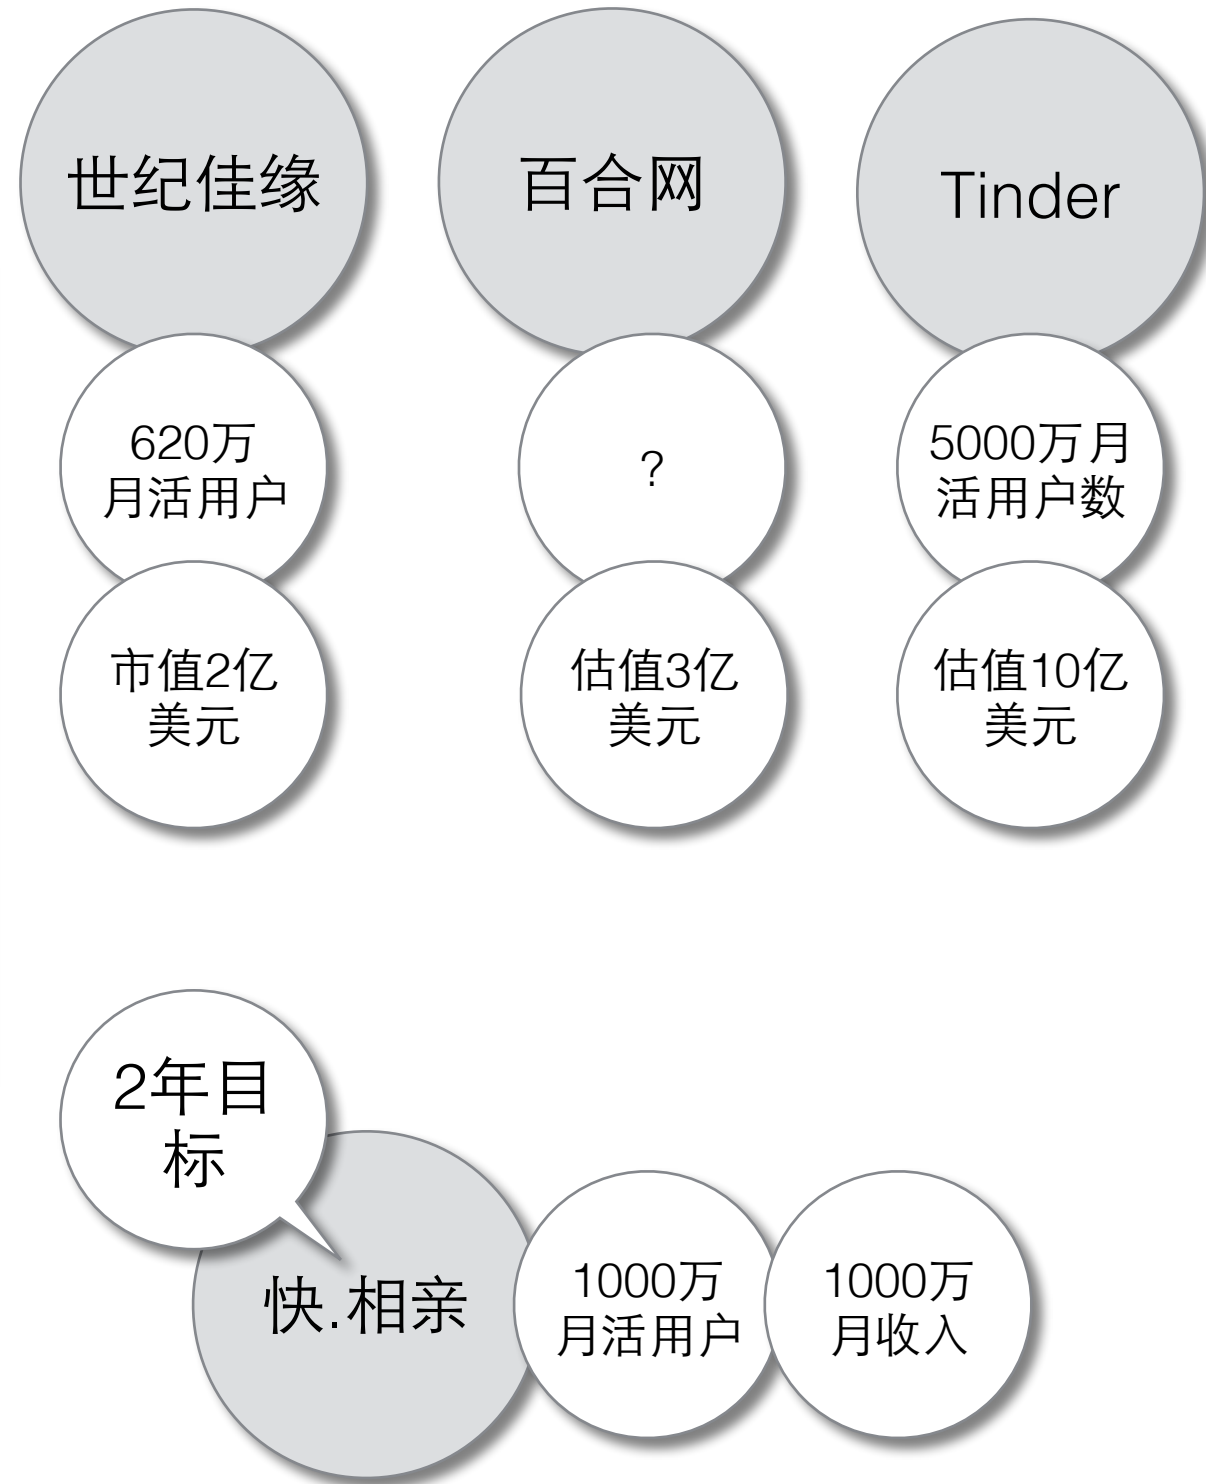 世纪佳缘
百合网
Tinder
620万
月活用户
?
5000万月
活用户数
市值2亿
美元
估值3亿
美元
估值10亿
美元
2年目
标
快.相亲
1000万
月活用户
1000万
月收入